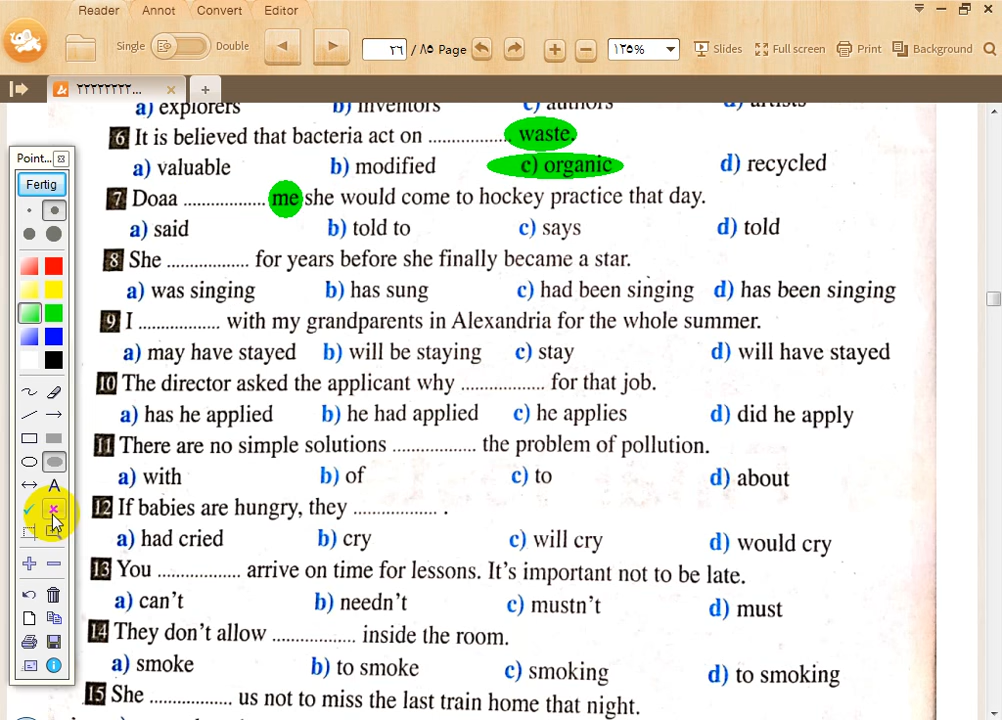 Reader Annot Convert Editor
Single Double ٢٦ / ٨٥ Page ١٢٥% Slides Full screen Print Background
٢٢٢٢٢٢٢٢...
a) explorers b) inventors c) authors d) artists
6 It is believed that bacteria act on ................ waste.
a) valuable b) modified c) organic d) recycled
Point...
Fertig
7 Doaa ................ me she would come to hockey practice that day.
a) said b) told to c) says d) told
8 She ................ for years before she finally became a star.
a) was singing b) has sung c) had been singing d) has been singing
9 I ................ with my grandparents in Alexandria for the whole summer.
a) may have stayed b) will be staying c) stay d) will have stayed
10 The director asked the applicant why ................ for that job.
a) has he applied b) he had applied c) he applies d) did he apply
11 There are no simple solutions ................ the problem of pollution.
a) with b) of c) to d) about
A
12 If babies are hungry, they ................ .
a) had cried b) cry c) will cry d) would cry
13 You ................ arrive on time for lessons. It's important not to be late.
a) can't b) needn't c) mustn't d) must
14 They don't allow ................ inside the room.
a) smoke b) to smoke c) smoking d) to smoking
15 She ................ us not to miss the last train home that night.